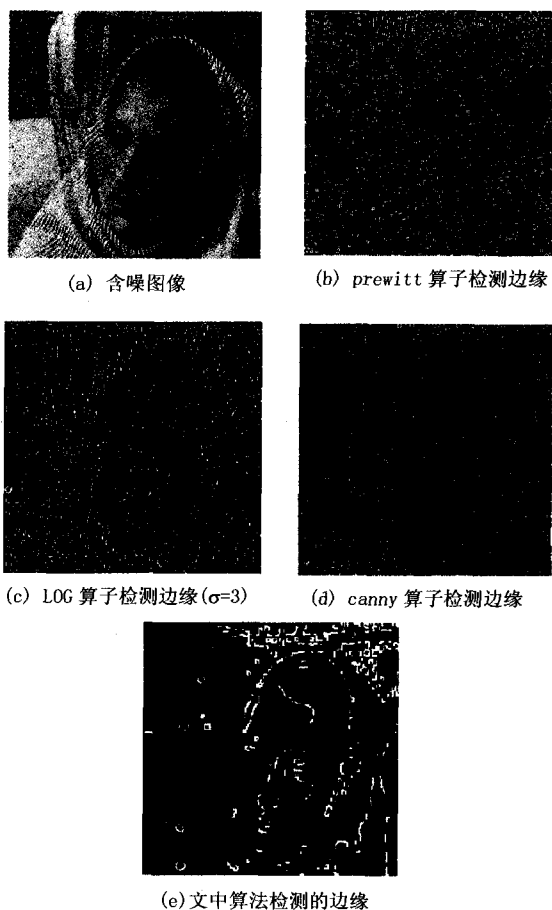 (a) 含噪图像
(b) prewitt 算子检测边缘
(c) LOG 算子检测边缘(σ=3)
(d) canny 算子检测边缘
(e)文中算法检测的边缘